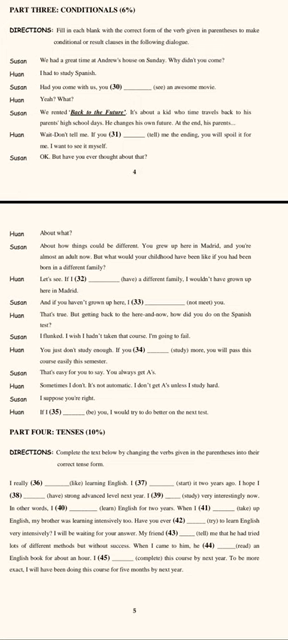 PART THREE: CONDITIONALS (6%)
DIRECTIONS: Fill in each blank with the correct form of the verb given in parentheses to make
conditional or result clauses in the following dialogue.
Susan We had a great time at Andrew's house on Sunday. Why didn't you come?
Huan I had to study Spanish.
Susan Had you come with us, you (30) ______ (see) an awesome movie.
Huan Yeah? What?
Susan We rented 'Back to the Future'. It's about a kid who time travels back to his
parents' high school days. He changes his own future. At the end, his parents...
Huan Wait-Don't tell me. If you (31) ______ (tell) me the ending, you will spoil it for
me. I want to see it myself.
Susan OK. But have you ever thought about that?
4
Huan About what?
Susan About how things could be different. You grew up here in Madrid, and you're
almost an adult now. But what would your childhood have been like if you had been
born in a different family?
Huan Let's see. If I (32) ________ (have) a different family, I wouldn't have grown up
here in Madrid.
Susan And if you haven't grown up here, I (33) __________ (not meet) you.
Huan That's true. But getting back to the here-and-now, how did you do on the Spanish
test?
Susan I flunked. I wish I hadn't taken that course. I'm going to fail.
Huan You just don't study enough. If you (34) ______ (study) more, you will pass this
course easily this semester.
Susan That's easy for you to say. You always get A's.
Huan Sometimes I don't. It's not automatic. I don't get A's unless I study hard.
Susan I suppose you're right.
Huan If I (35) ______ (be) you, I would try to do better on the next test.
PART FOUR: TENSES (10%)
DIRECTIONS: Complete the text below by changing the verbs given in the parentheses into their
correct tense form.
I really (36) ______(like) learning English. I (37) ______ (start) it two years ago. I hope I
(38) ______ (have) strong advanced level next year. I (39) ____ (study) very interestingly now.
In other words, I (40) ________ (learn) English for two years. When I (41) ______ (take) up
English, my brother was learning intensively too. Have you ever (42) ______ (try) to learn English
very intensively? I will be waiting for your answer. My friend (43) ____ (tell) me that he had tried
lots of different methods but without success. When I came to him, he (44) _____(read) an
English book for about an hour. I (45) ______ (complete) this course by next year. To be more
exact, I will have been doing this course for five months by next year.
5